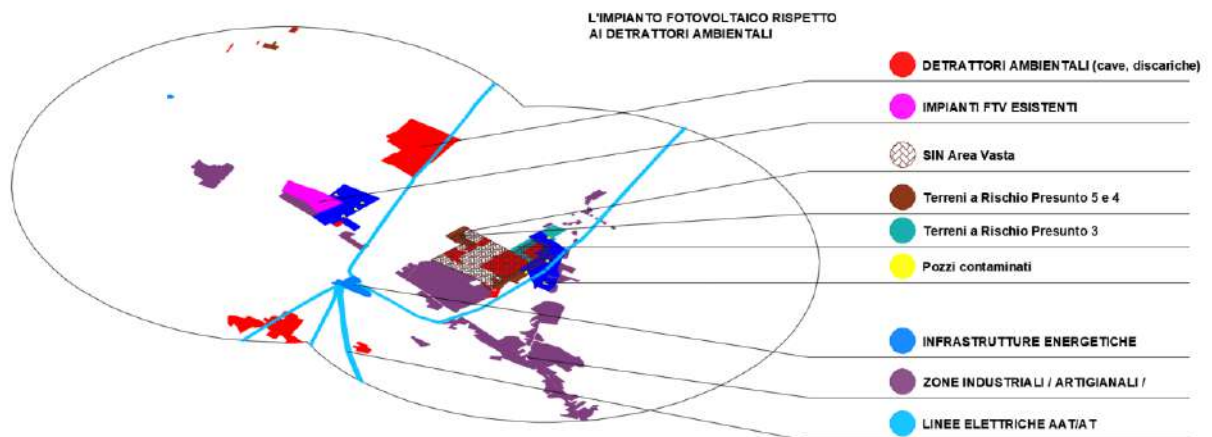 L'IMPIANTO FOTOVOLTAICO RISPETTO
AI DETRATTORI AMBIENTALI
DETRATTORI AMBIENTALI (cave, discariche)
IMPIANTI FTV ESISTENTI
SIN Area Vasta
Terreni a Rischio Presunto 5 e 4
Terreni a Rischio Presunto 3
Pozzi contaminati
INFRASTRUTTURE ENERGETICHE
ZONE INDUSTRIALI / ARTIGIANALI /
LINEE ELETTRICHE AAT/AT